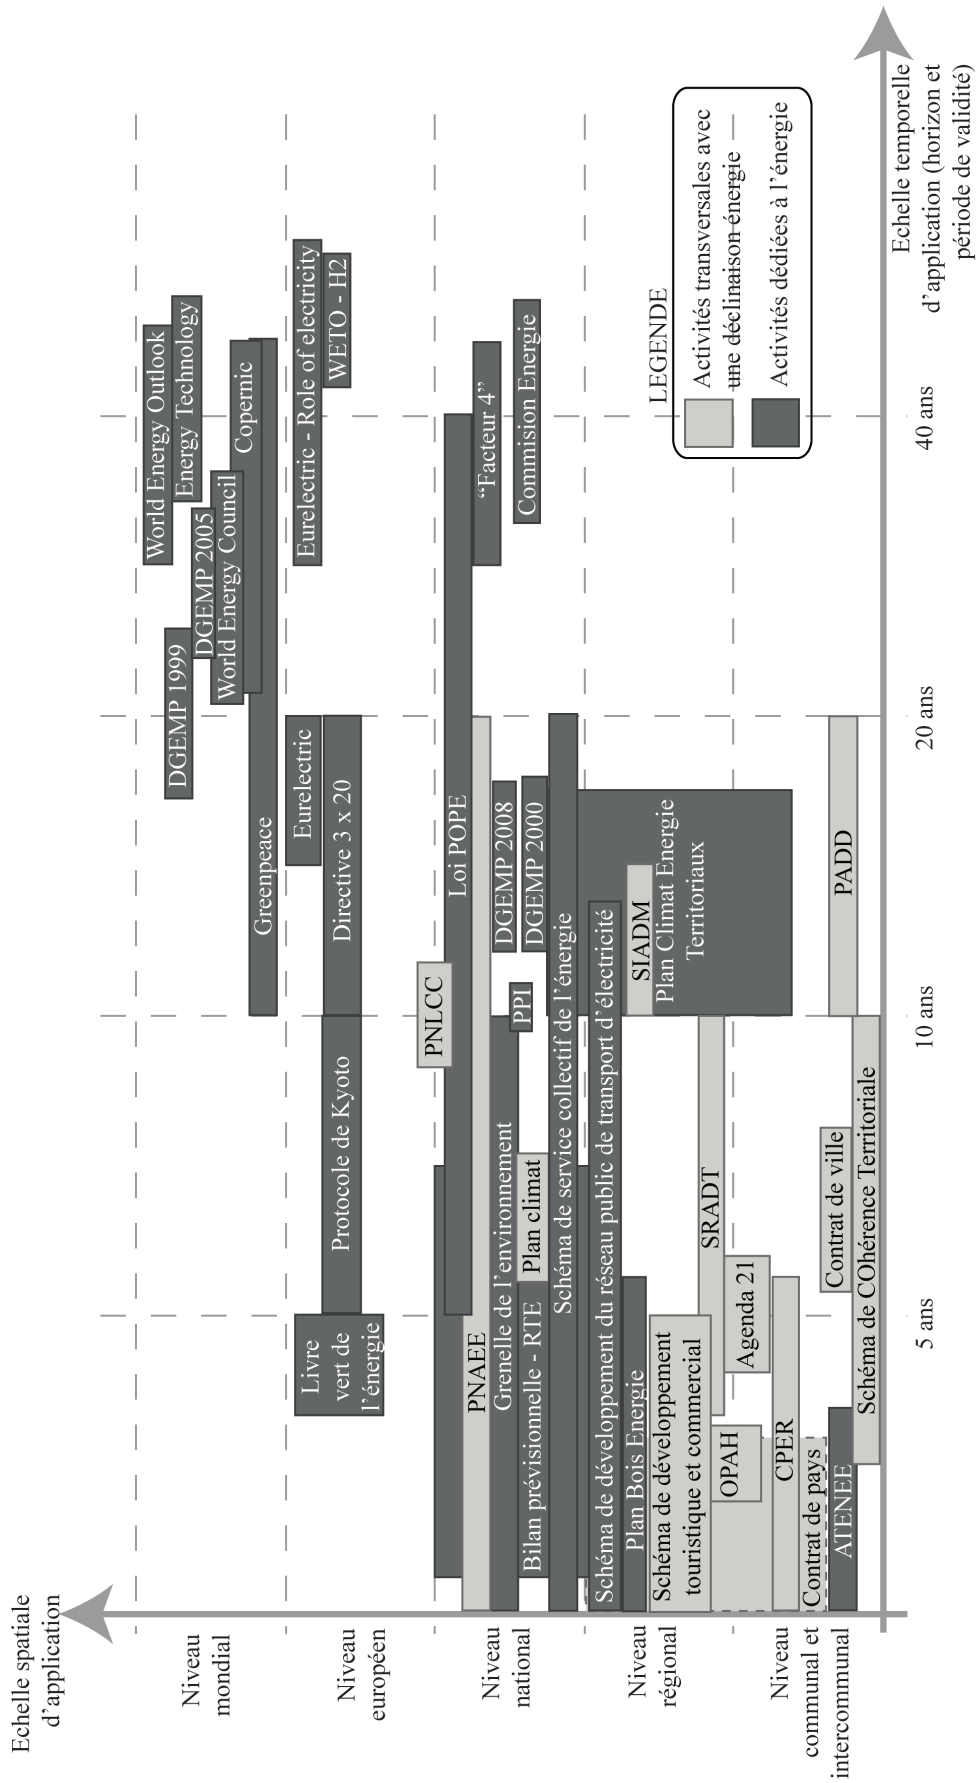 Echelle spatiale
d'application
Niveau
mondial
Niveau
européen
Niveau
national
Niveau
régional
Niveau
communal et
intercommunal
World Energy Outlook
Energy Technology
DGEMP 1999
DGEMP 2005
World Energy Council
Copernic
Greenpeace
Eurelectric - Role of electricity
WETO - H2
Eurelectric
Directive 3 x 20
Protocole de Kyoto
Livre
vert de
l'énergie
PNLCC
Loi POPE
“Facteur 4”
Commision Energie
PNAEE
Grenelle de l'environnement
DGEMP 2008
DGEMP 2000
PPI
Plan climat
Bilan prévisionnelle - RTE
Schéma de service collectif de l'énergie
Schéma de développement du réseau public de transport d'électricité
Plan Bois Energie
SIADM
Plan Climat Energie
Territoriaux
Schéma de développement
touristique et commercial
SRADT
OPAH
Agenda 21
CPER
Contrat de pays
ATENEE
Contrat de ville
PADD
Schéma de COhérence Territoriale
5 ans
10 ans
20 ans
40 ans
LEGENDE
Activités transversales avec
une déclinaison énergie
Activités dédiées à l'énergie
Echelle temporelle
d'application (horizon et
période de validité)